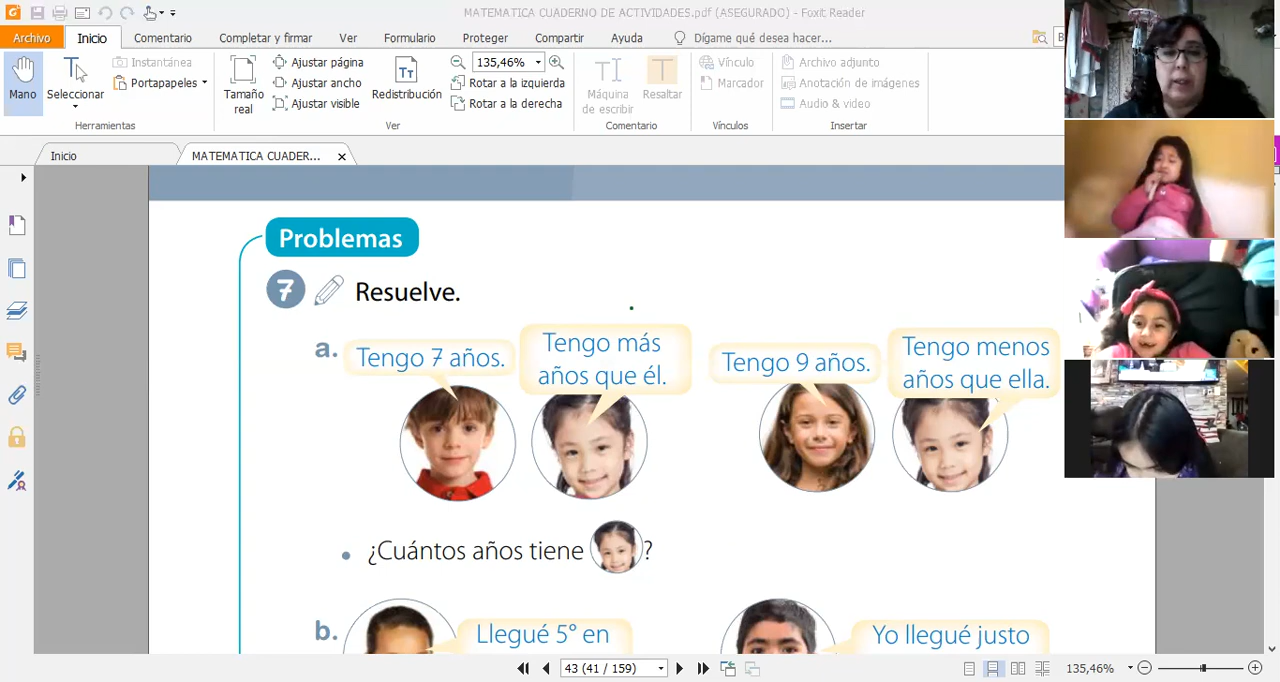 MATEMATICA CUADERNO DE ACTIVIDADES.pdf (ASEGURADO) - Foxit Reader
Archivo Inicio Comentario Completar y firmar Ver Formulario Proteger Compartir Ayuda Dígame qué desea hacer...
Mano
Seleccionar
Instantánea
Portapapeles
Herramientas
Tamaño real
Ajustar página
Ajustar ancho
Ajustar visible
Redistribución
135,46%
Rotar a la izquierda
Rotar a la derecha
Ver
Máquina de escribir
Resaltar
Comentario
Vínculo
Marcador
Vínculos
Archivo adjunto
Anotación de imágenes
Audio & video
Insertar
Inicio
MATEMATICA CUADER...
Problemas
7 Resuelve.
a.
Tengo 7 años.
Tengo más
años que él.
Tengo 9 años.
Tengo menos
años que ella.
• ¿Cuántos años tiene ?
b.
Llegué 5° en
Yo llegué justo
43 (41 / 159)
135,46%